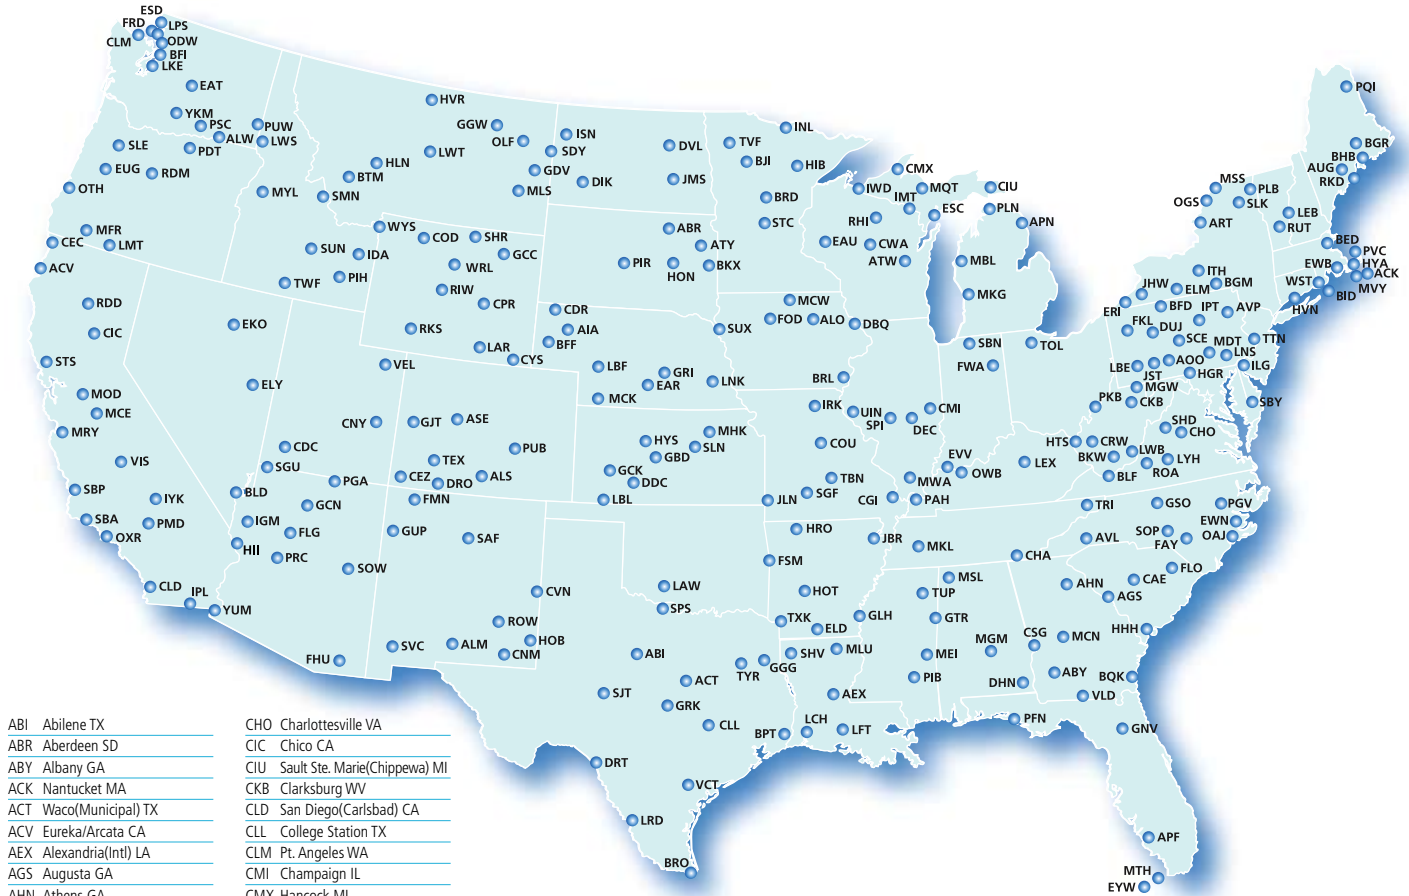 ESD
FRD
LPS
CLM
ODW
BFI
LKE
EAT
YKM
PSC
PUW
ALW
LWS
SLE
PDT
EUG
RDM
OTH
MYL
MFR
CEC
LMT
ACV
RDD
CIC
STS
MOD
MCE
MRY
VIS
SBP
IYK
SBA
PMD
OXR
CLD
IPL
YUM
HVR
GGW
OLF
ISN
SDY
LWT
HLN
BTM
GDV
MLS
DIK
SMN
WYS
COD
SHR
SUN
IDA
GCC
WRL
TWF
PIH
RIW
CPR
EKO
RKS
LAR
CYS
VEL
ELY
CNY
GJT
ASE
CDC
SGU
PUB
TEX
PGA
CEZ
DRO
ALS
BLD
GCN
FMN
IGM
FLG
GUP
SAF
HII
PRC
SOW
CVN
ROW
HOB
SVC
ALM
CNM
FHU
DVL
JMS
TVF
INL
BJI
HIB
BRD
STC
ABR
ATY
PIR
HON
BKX
CDR
AIA
BFF
SUX
LBF
GRI
EAR
LNK
MCK
MHK
HYS
SLN
GBD
GCK
DDC
LBL
CMX
IWD
MQT
IMT
CIU
ESC
PLN
APN
RHI
EAU
CWA
ATW
MBL
MKG
MCW
FOD
ALO
DBQ
SBN
TOL
FWA
BRL
IRK
UIN
SPI
CMI
DEC
COU
TBN
SGF
JLN
EVV
OWB
MWA
CGI
PAH
LEX
HRO
JBR
MKL
FSM
LAW
SPS
HOT
TXK
ELD
GLH
MSL
TUP
GTR
CHA
ABI
TYR
GGG
SHV
MLU
MEI
MGM
CSG
MCN
PIB
DHN
ABY
BQK
VLD
SJT
ACT
GRK
AEX
CLL
BPT
LCH
LFT
PFN
GNV
DRT
VCT
LRD
BRO
APF
MTH
EYW
PQI
BGR
BHB
AUG
RKD
MSS
PLB
OGS
SLK
LEB
ART
RUT
BED
PVC
EWB
HYA
ACK
WST
MVY
BID
HVN
ITH
JHW
ELM
BGM
ERI
BFD
IPT
AVP
FKL
DUJ
SCE
MDT
TTN
LNS
AOO
LBE
JST
HGR
ILG
MGW
PKB
CKB
SBY
SHD
CHO
HTS
CRW
LWB
BKW
LYH
ROA
BLF
TRI
GSO
PGV
EWN
SOP
OAJ
AVL
FAY
FLO
AHN
CAE
AGS
HHH
ABI Abilene TX
ABR Aberdeen SD
ABY Albany GA
ACK Nantucket MA
ACT Waco(Municipal) TX
ACV Eureka/Arcata CA
AEX Alexandria(Intl) LA
AGS Augusta GA
AHN Athens GA
CHO Charlottesville VA
CIC Chico CA
CIU Sault Ste. Marie(Chippewa) MI
CKB Clarksburg WV
CLD San Diego(Carlsbad) CA
CLL College Station TX
CLM Pt. Angeles WA
CMI Champaign IL
CMX Hancock MI